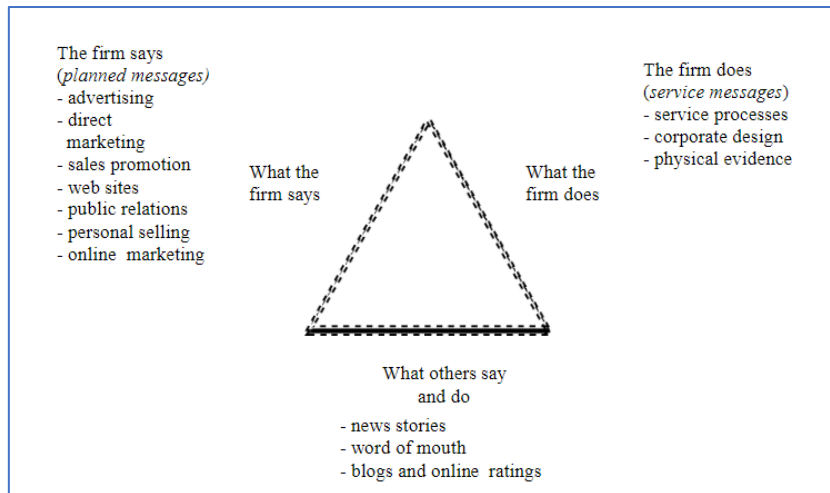 The firm says
(planned messages)
- advertising
- direct
marketing
- sales promotion
- web sites
- public relations
- personal selling
- online marketing
What the
firm says
The firm does
(service messages)
- service processes
- corporate design
- physical evidence
What the
firm does
What others say
and do
- news stories
- word of mouth
- blogs and online ratings